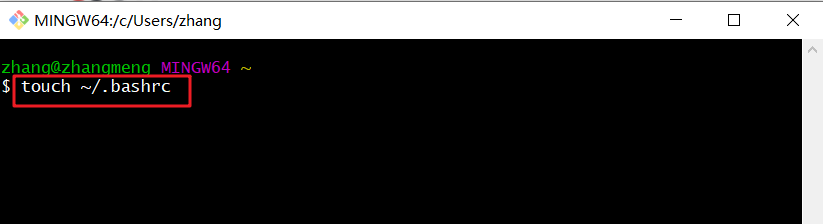 MINGW64:/c/Users/zhang
zhang@zhangmeng MINGW64 ~
$ touch ~/.bashrc